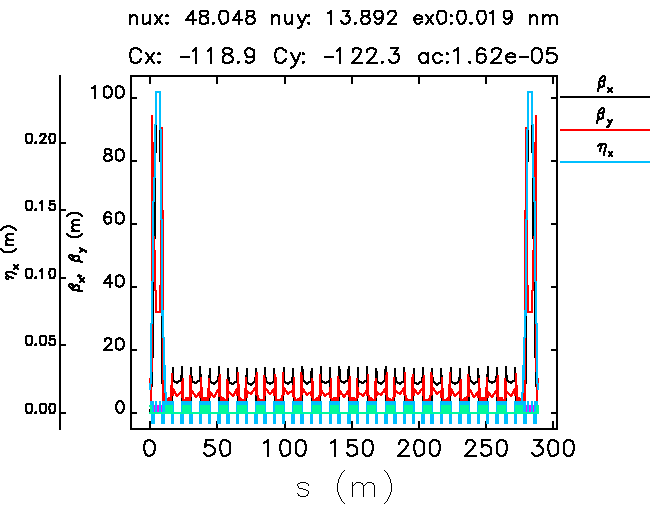 nux: 48.048 nuy: 13.892 ex0:0.019 nm
Cx: -118.9 Cy: -122.3 ac:1.62e-05
βx
βy
ηx
100
80
60
40
20
0
0.20
0.15
0.10
0.05
0.00
ηx (m)
βx, βy (m)
0 50 100 150 200 250 300
s (m)